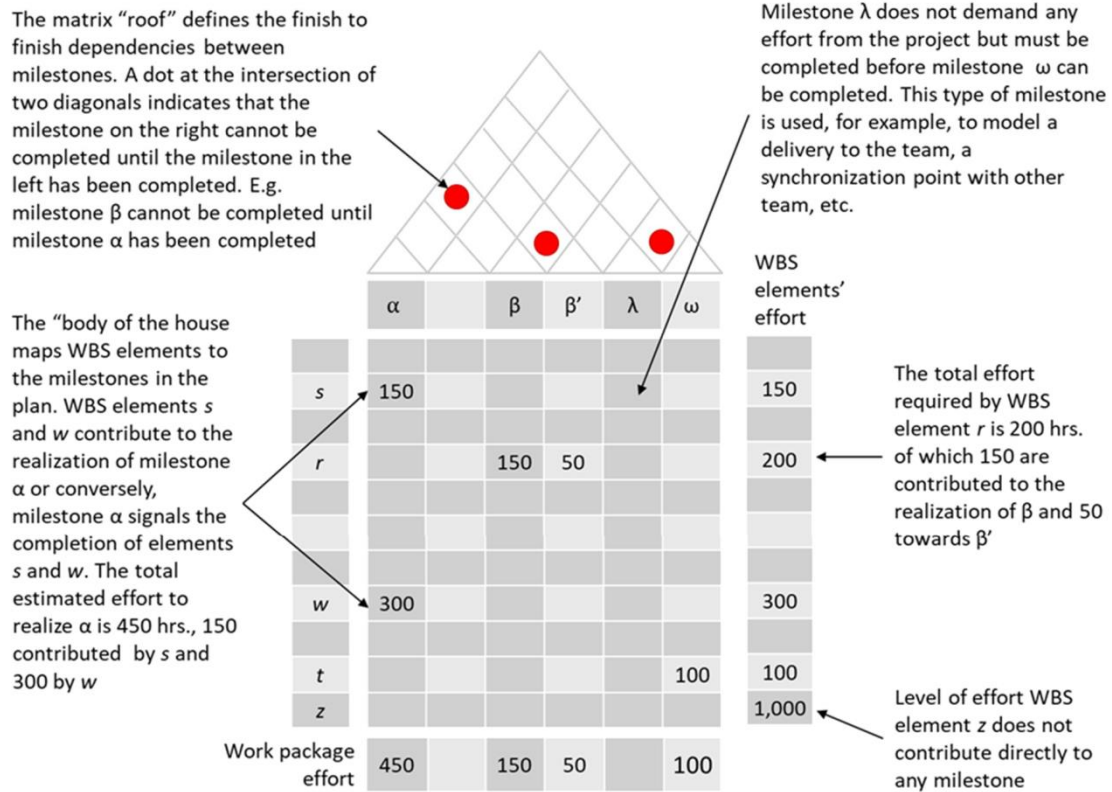 The matrix “roof” defines the finish to
finish dependencies between
milestones. A dot at the intersection of
two diagonals indicates that the
milestone on the right cannot be
completed until the milestone in the
left has been completed. E.g.
milestone β cannot be completed until
milestone α has been completed
Milestone λ does not demand any
effort from the project but must be
completed before milestone ω can
be completed. This type of milestone
is used, for example, to model a
delivery to the team, a
synchronization point with other
team, etc.
WBS
elements’
effort
α β β’ λ ω
The “body of the house
maps WBS elements to
the milestones in the
plan. WBS elements s
and w contribute to the
realization of milestone
α or conversely,
milestone α signals the
completion of elements
s and w. The total
estimated effort to
realize α is 450 hrs., 150
contributed by s and
300 by w
s 150 150
r 150 50 200
w 300 300
t 100 100
z 1,000
Work package
effort
450 150 50 100
The total effort
required by WBS
element r is 200 hrs.
of which 150 are
contributed to the
realization of β and 50
towards β’
Level of effort WBS
element z does not
contribute directly to
any milestone